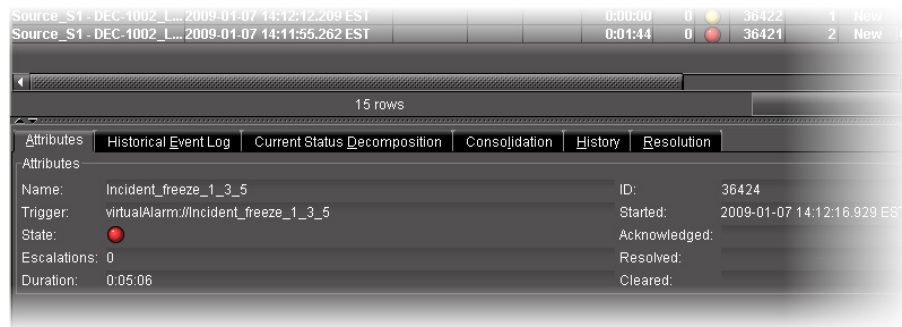 Source_S1 - DEC-1002_L... 2009-01-07 14:12:12.209 EST 0:00:00 0 36422 1 New
Source_S1 - DEC-1002_L... 2009-01-07 14:11:55.262 EST 0:01:44 0 36421 2 New
15 rows
Attributes Historical Event Log Current Status Decomposition Consolidation History Resolution
Attributes
Name: Incident_freeze_1_3_5 ID: 36424
Trigger: virtualAlarm://Incident_freeze_1_3_5 Started: 2009-01-07 14:12:16.929 EST
State: Acknowledged:
Escalations: 0 Resolved:
Duration: 0:05:06 Cleared: